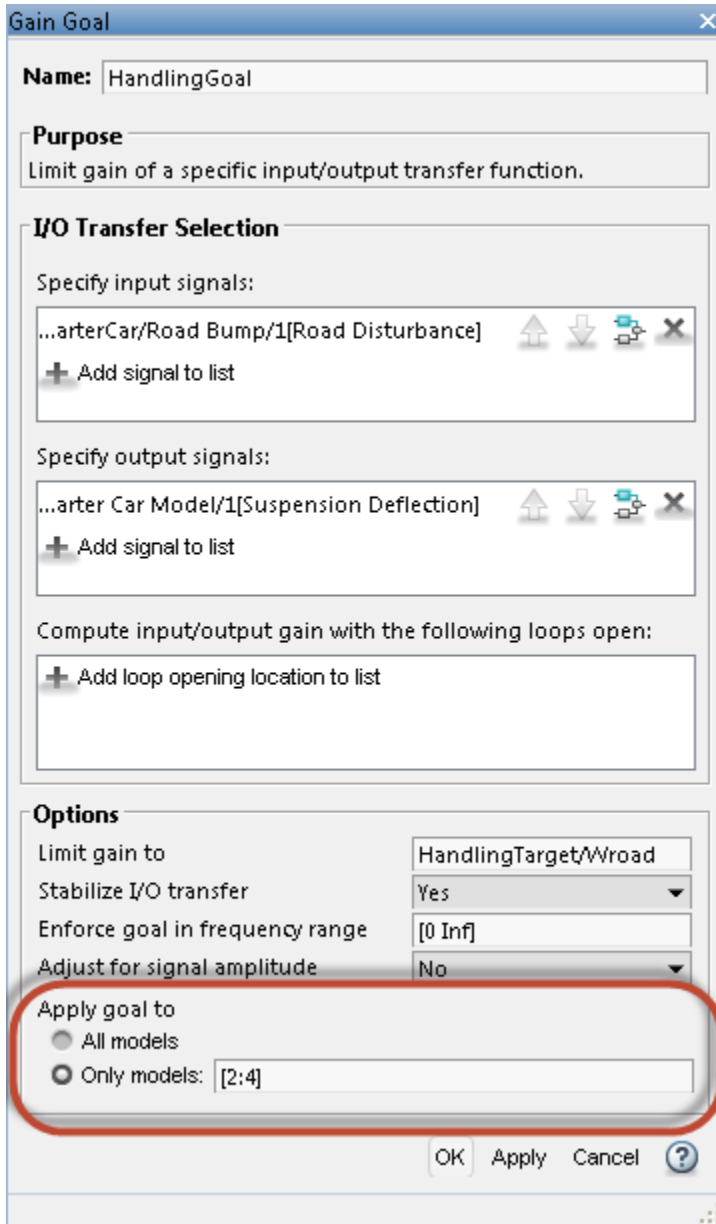 Gain Goal
Name: HandlingGoal
Purpose
Limit gain of a specific input/output transfer function.
I/O Transfer Selection
Specify input signals:
...arterCar/Road Bump/1[Road Disturbance]
Add signal to list
Specify output signals:
...arter Car Model/1[Suspension Deflection]
Add signal to list
Compute input/output gain with the following loops open:
Add loop opening location to list
Options
Limit gain to HandlingTarget/Wroad
Stabilize I/O transfer Yes
Enforce goal in frequency range [0 Inf]
Adjust for signal amplitude No
Apply goal to
All models
Only models: [2:4]
OK Apply Cancel ?